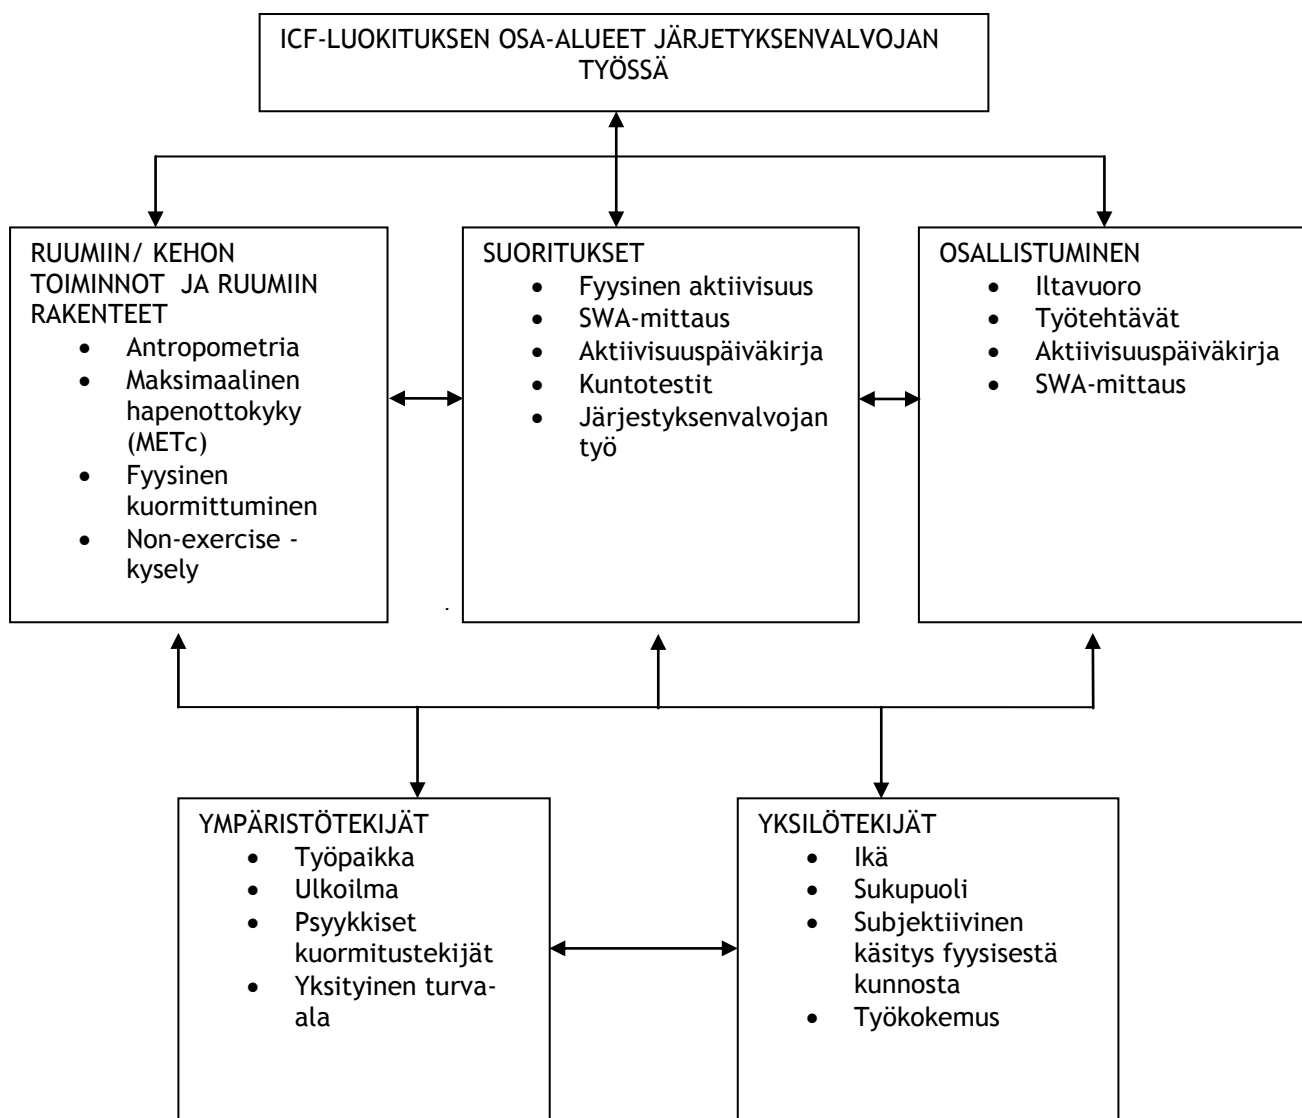 ICF-LUOKITUKSEN OSA-ALUEET JÄRJETYKSENVALVOJAN
TYÖSSÄ
RUUMIIN/ KEHON
TOIMINNOT JA RUUMIIN
RAKENTEET
• Antropometria
• Maksimaalinen
hapenottokyky
(METc)
• Fyysinen
kuormittuminen
• Non-exercise -
kysely
SUORITUKSET
• Fyysinen aktiivisuus
• SWA-mittaus
• Aktiivisuuspäiväkirja
• Kuntotestit
• Järjestyksenvalvojan
työ
OSALLISTUMINEN
• Iltavuoro
• Työtehtävät
• Aktiivisuuspäiväkirja
• SWA-mittaus
YMPÄRISTÖTEKIJÄT
• Työpaikka
• Ulkoilma
• Psyykkiset
kuormitustekijät
• Yksityinen turva-
ala
YKSILÖTEKIJÄT
• Ikä
• Sukupuoli
• Subjektiivinen
käsitys fyysisestä
kunnosta
• Työkokemus